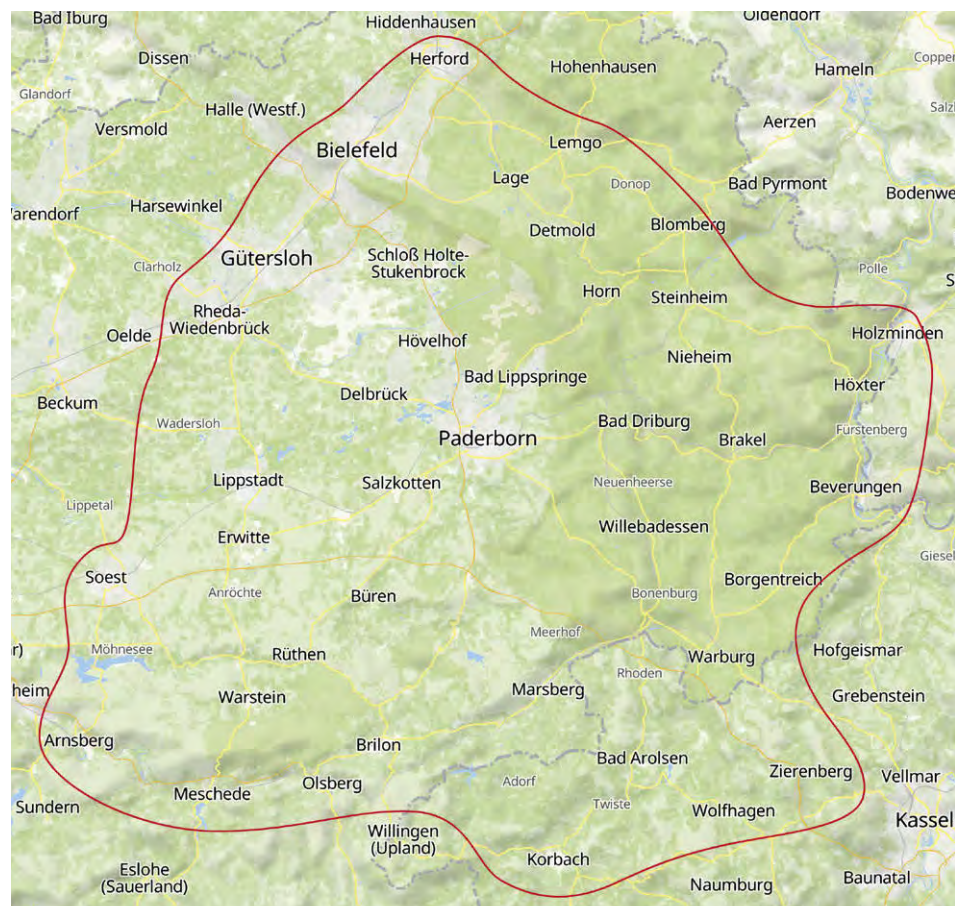 Bad Iburg
Hiddenhausen
Oldendorf
Dissen
Herford
Hohenhausen
Hameln
Coppen
Glandorf
Halle (Westf.)
Salz
Versmold
Aerzen
Bielefeld
Lemgo
Lage
Donop
Bad Pyrmont
Bodenwe
Harsewinkel
arendorf
Blomberg
Detmold
Gütersloh
Schloß Holte-
Stukenbrock
Clarholz
Polle
S
Horn
Steinheim
Rheda-
Wiedenbrück
Oelde
Hövelhof
Holzminden
Nieheim
Bad Lippspringe
Höxter
Delbrück
Beckum
Wadersloh
Bad Driburg
Fürstenberg
Paderborn
Brakel
Lippstadt
Salzkotten
Neuenheerse
Beverungen
Lippetal
Willebadessen
Erwitte
Giesel
Soest
Borgentreich
Anröchte
Büren
Bonenburg
Meerhof
r)
Möhnesee
Rüthen
Warburg
Hofgeismar
Rhoden
heim
Warstein
Marsberg
Grebenstein
Arnsberg
Brilon
Bad Arolsen
Zierenberg
Vellmar
Olsberg
Adorf
Meschede
Sundern
Twiste
Wolfhagen
Kassel
Willingen
(Upland)
Korbach
Eslohe
(Sauerland)
Naumburg
Baunatal